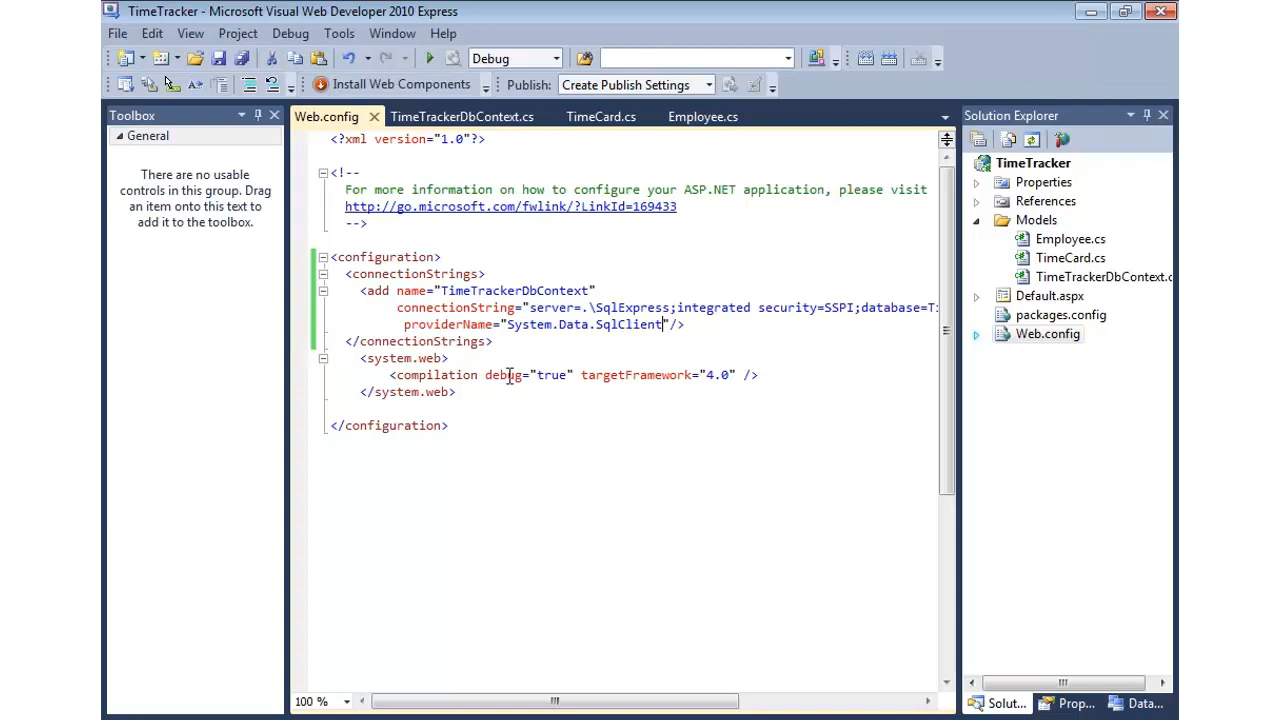 TimeTracker - Microsoft Visual Web Developer 2010 Express
File Edit View Project Debug Tools Window Help
Debug
Install Web Components Publish: Create Publish Settings
Toolbox
General
There are no usable
controls in this group. Drag
an item onto this text to
add it to the toolbox.
Web.config TimeTrackerDbContext.cs TimeCard.cs Employee.cs
<?xml version="1.0"?>
<!--
For more information on how to configure your ASP.NET application, please visit
http://go.microsoft.com/fwlink/?LinkId=169433
-->
<configuration>
<connectionStrings>
<add name="TimeTrackerDbContext"
connectionString="server=.\SqlExpress;integrated security=SSPI;database=Ti
providerName="System.Data.SqlClient"/>
</connectionStrings>
<system.web>
<compilation debug="true" targetFramework="4.0" />
</system.web>
</configuration>
100 %
Solution Explorer
TimeTracker
Properties
References
Models
Employee.cs
TimeCard.cs
TimeTrackerDbContext.c
Default.aspx
packages.config
Web.config
Solut... Prop... Data...